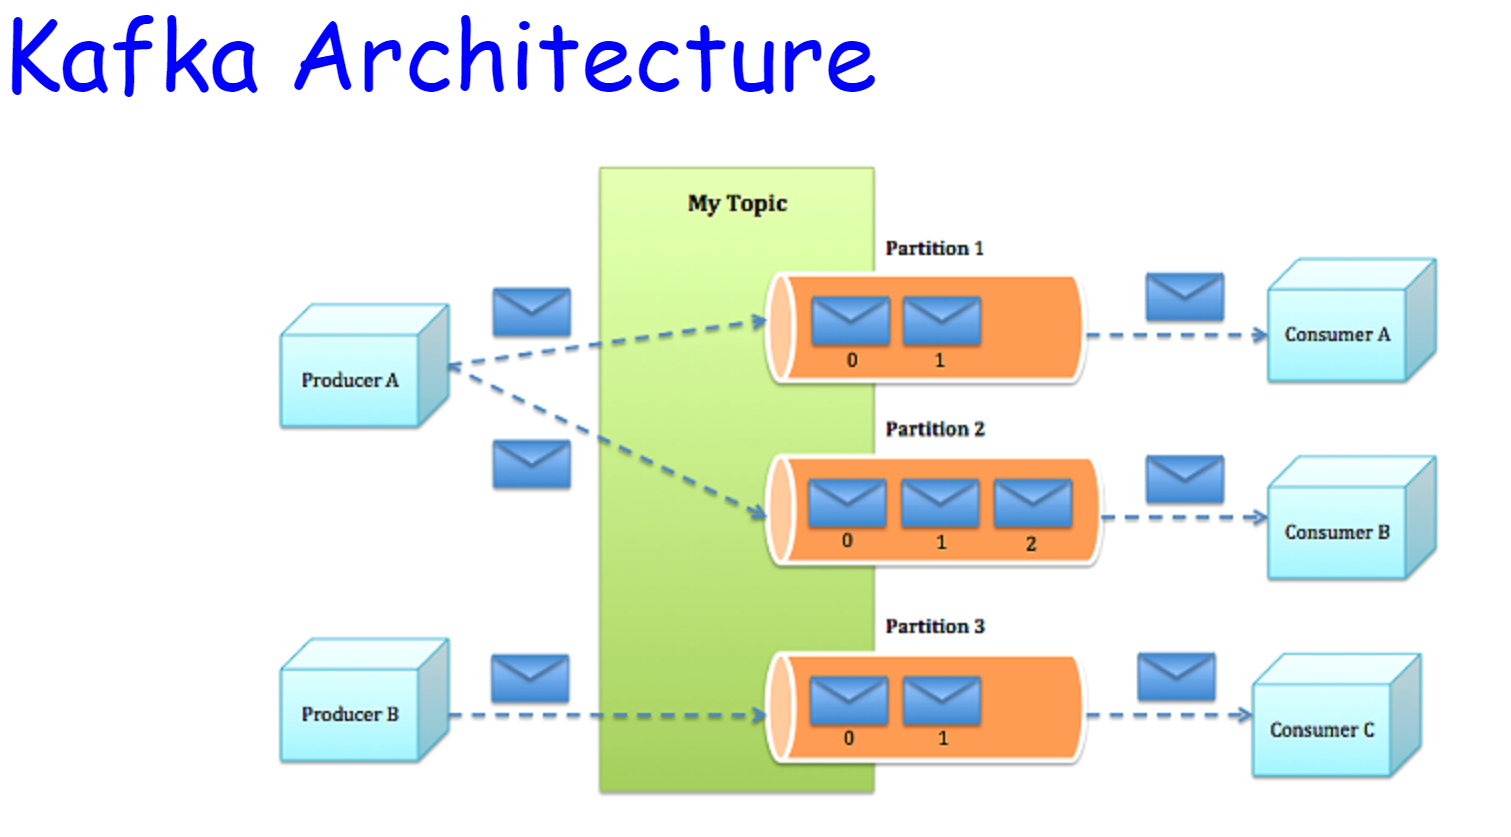 Kafka Architecture
My Topic
Partition 1
0 1
Producer A
Consumer A
Partition 2
0 1 2
Consumer B
Partition 3
0 1
Producer B
Consumer C